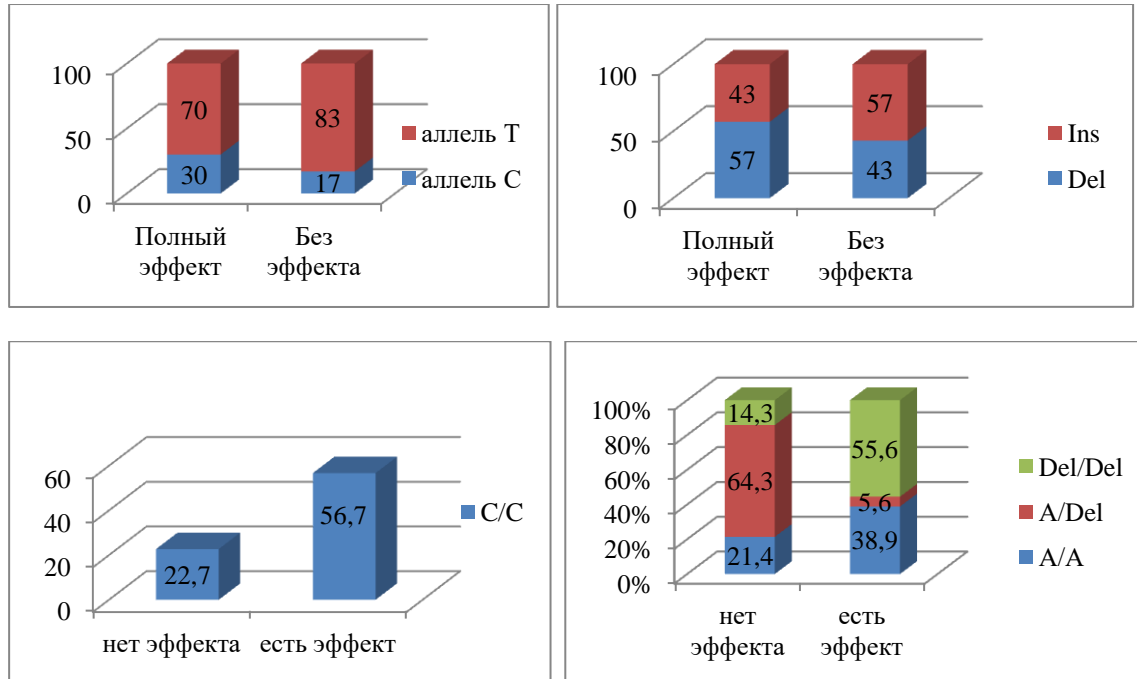 100
50
0
70
83
30
17
аллель T
аллель C
Полный
эффект
Без
эффекта
100
50
0
43
57
57
43
Ins
Del
Полный
эффект
Без
эффекта
60
40
20
0
22,7
56,7
C/C
нет эффекта
есть эффект
100%
80%
60%
40%
20%
0%
14,3
55,6
64,3
5,6
21,4
38,9
Del/Del
A/Del
A/A
нет
эффекта
есть
эффект